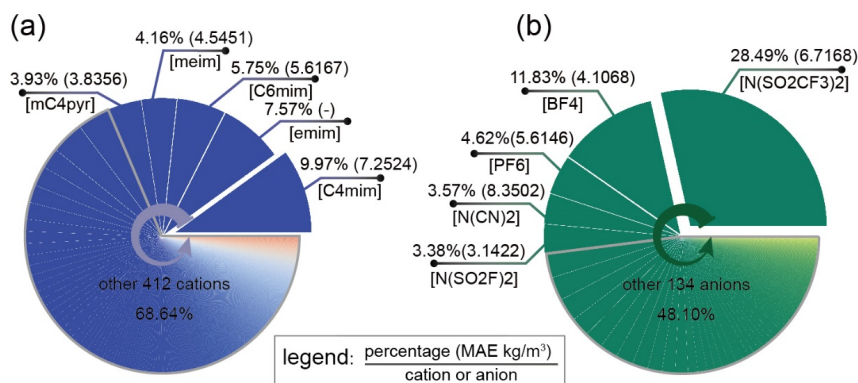 (a)
4.16% (4.5451)
[meim]
3.93% (3.8356)
[mC4pyr]
5.75% (5.6167)
[C6mim]
7.57% (-)
[emim]
9.97% (7.2524)
[C4mim]
other 412 cations
68.64%
(b)
28.49% (6.7168)
[N(SO2CF3)2]
11.83% (4.1068)
[BF4]
4.62%(5.6146)
[PF6]
3.57% (8.3502)
[N(CN)2]
3.38%(3.1422)
[N(SO2F)2]
other 134 anions
48.10%
legend: percentage (MAE kg/m³)
cation or anion